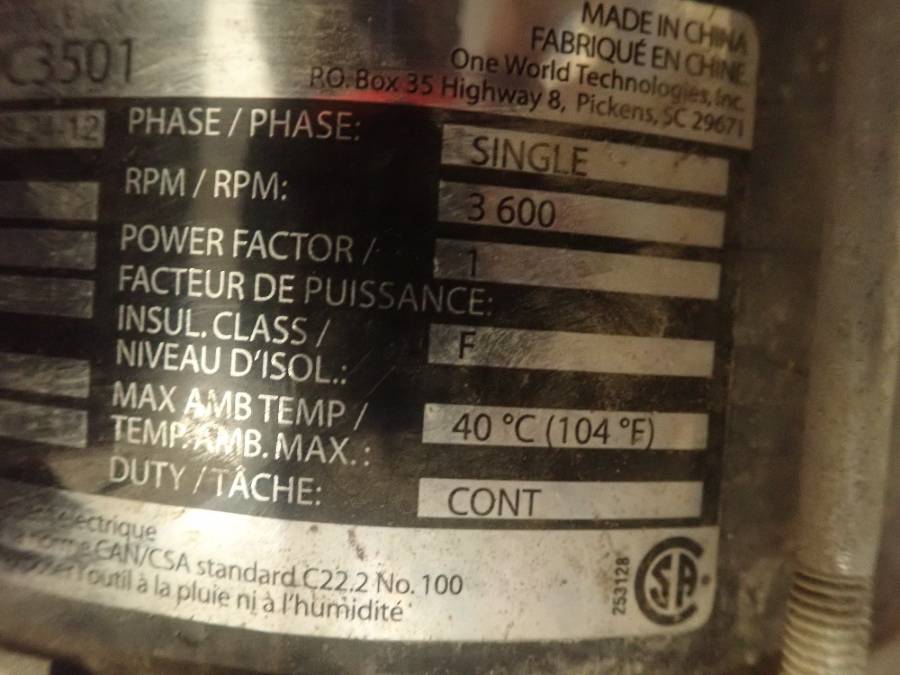 C3501
MADE IN CHINA
FABRIQUÉ EN CHINE
One World Technologies, Inc.
P.O. Box 35 Highway 8, Pickens, SC 29671
PHASE / PHASE: SINGLE
RPM / RPM: 3 600
POWER FACTOR / 1
FACTEUR DE PUISSANCE:
INSUL. CLASS / F
NIVEAU D'ISOL.:
MAX AMB TEMP / 40 °C (104 °F)
TEMP. AMB. MAX. :
DUTY / TÂCHE: CONT
électrique
norme CAN/CSA standard C22.2 No. 100
l'outil à la pluie ni à l'humidité
253128
CSA